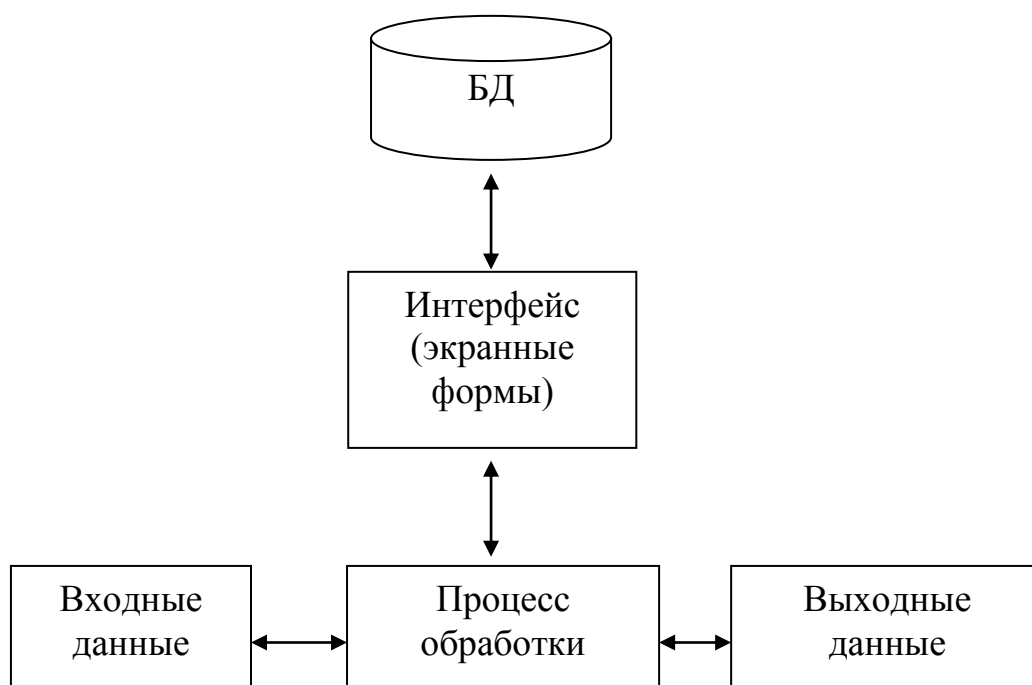 БД
Интерфейс
(экранные
формы)
Входные
данные
Процесс
обработки
Выходные
данные